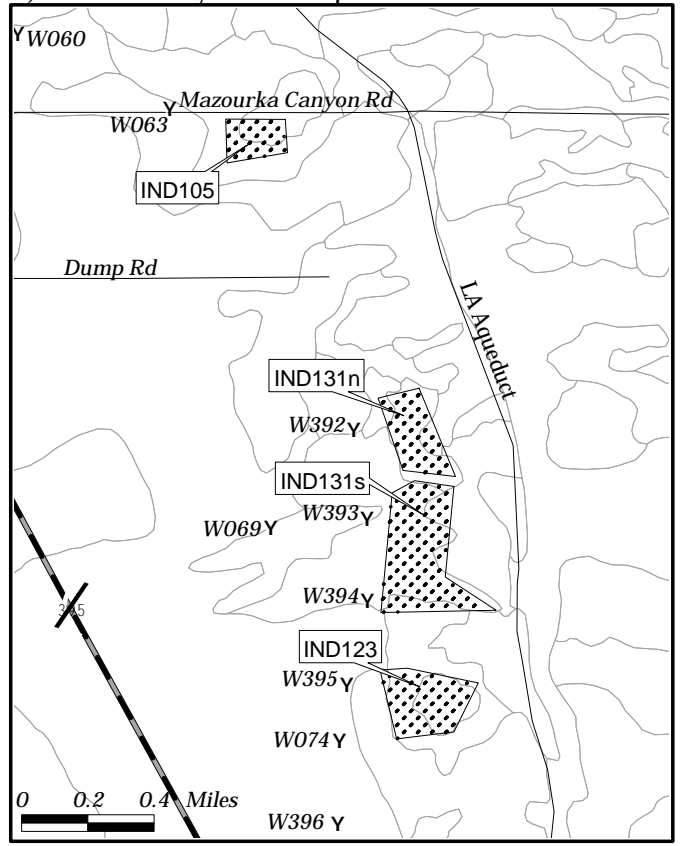 W060
Mazourka Canyon Rd
W063
IND105
Dump Rd
LA Aqueduct
IND131n
W392
IND131s
W393
W069
W394
395
IND123
W395
W074
0 0.2 0.4 Miles
W396